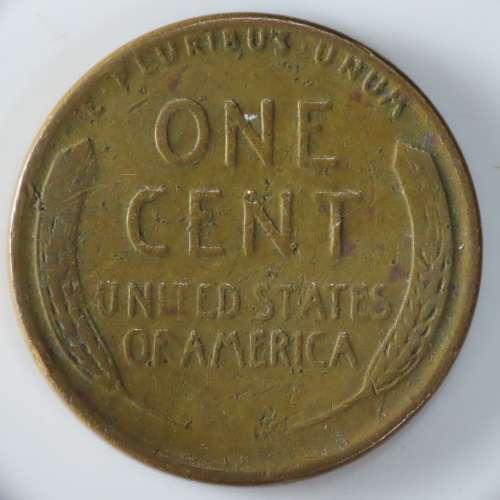 E PLURIBUS UNUM
ONE
CENT
UNITED STATES
OF AMERICA